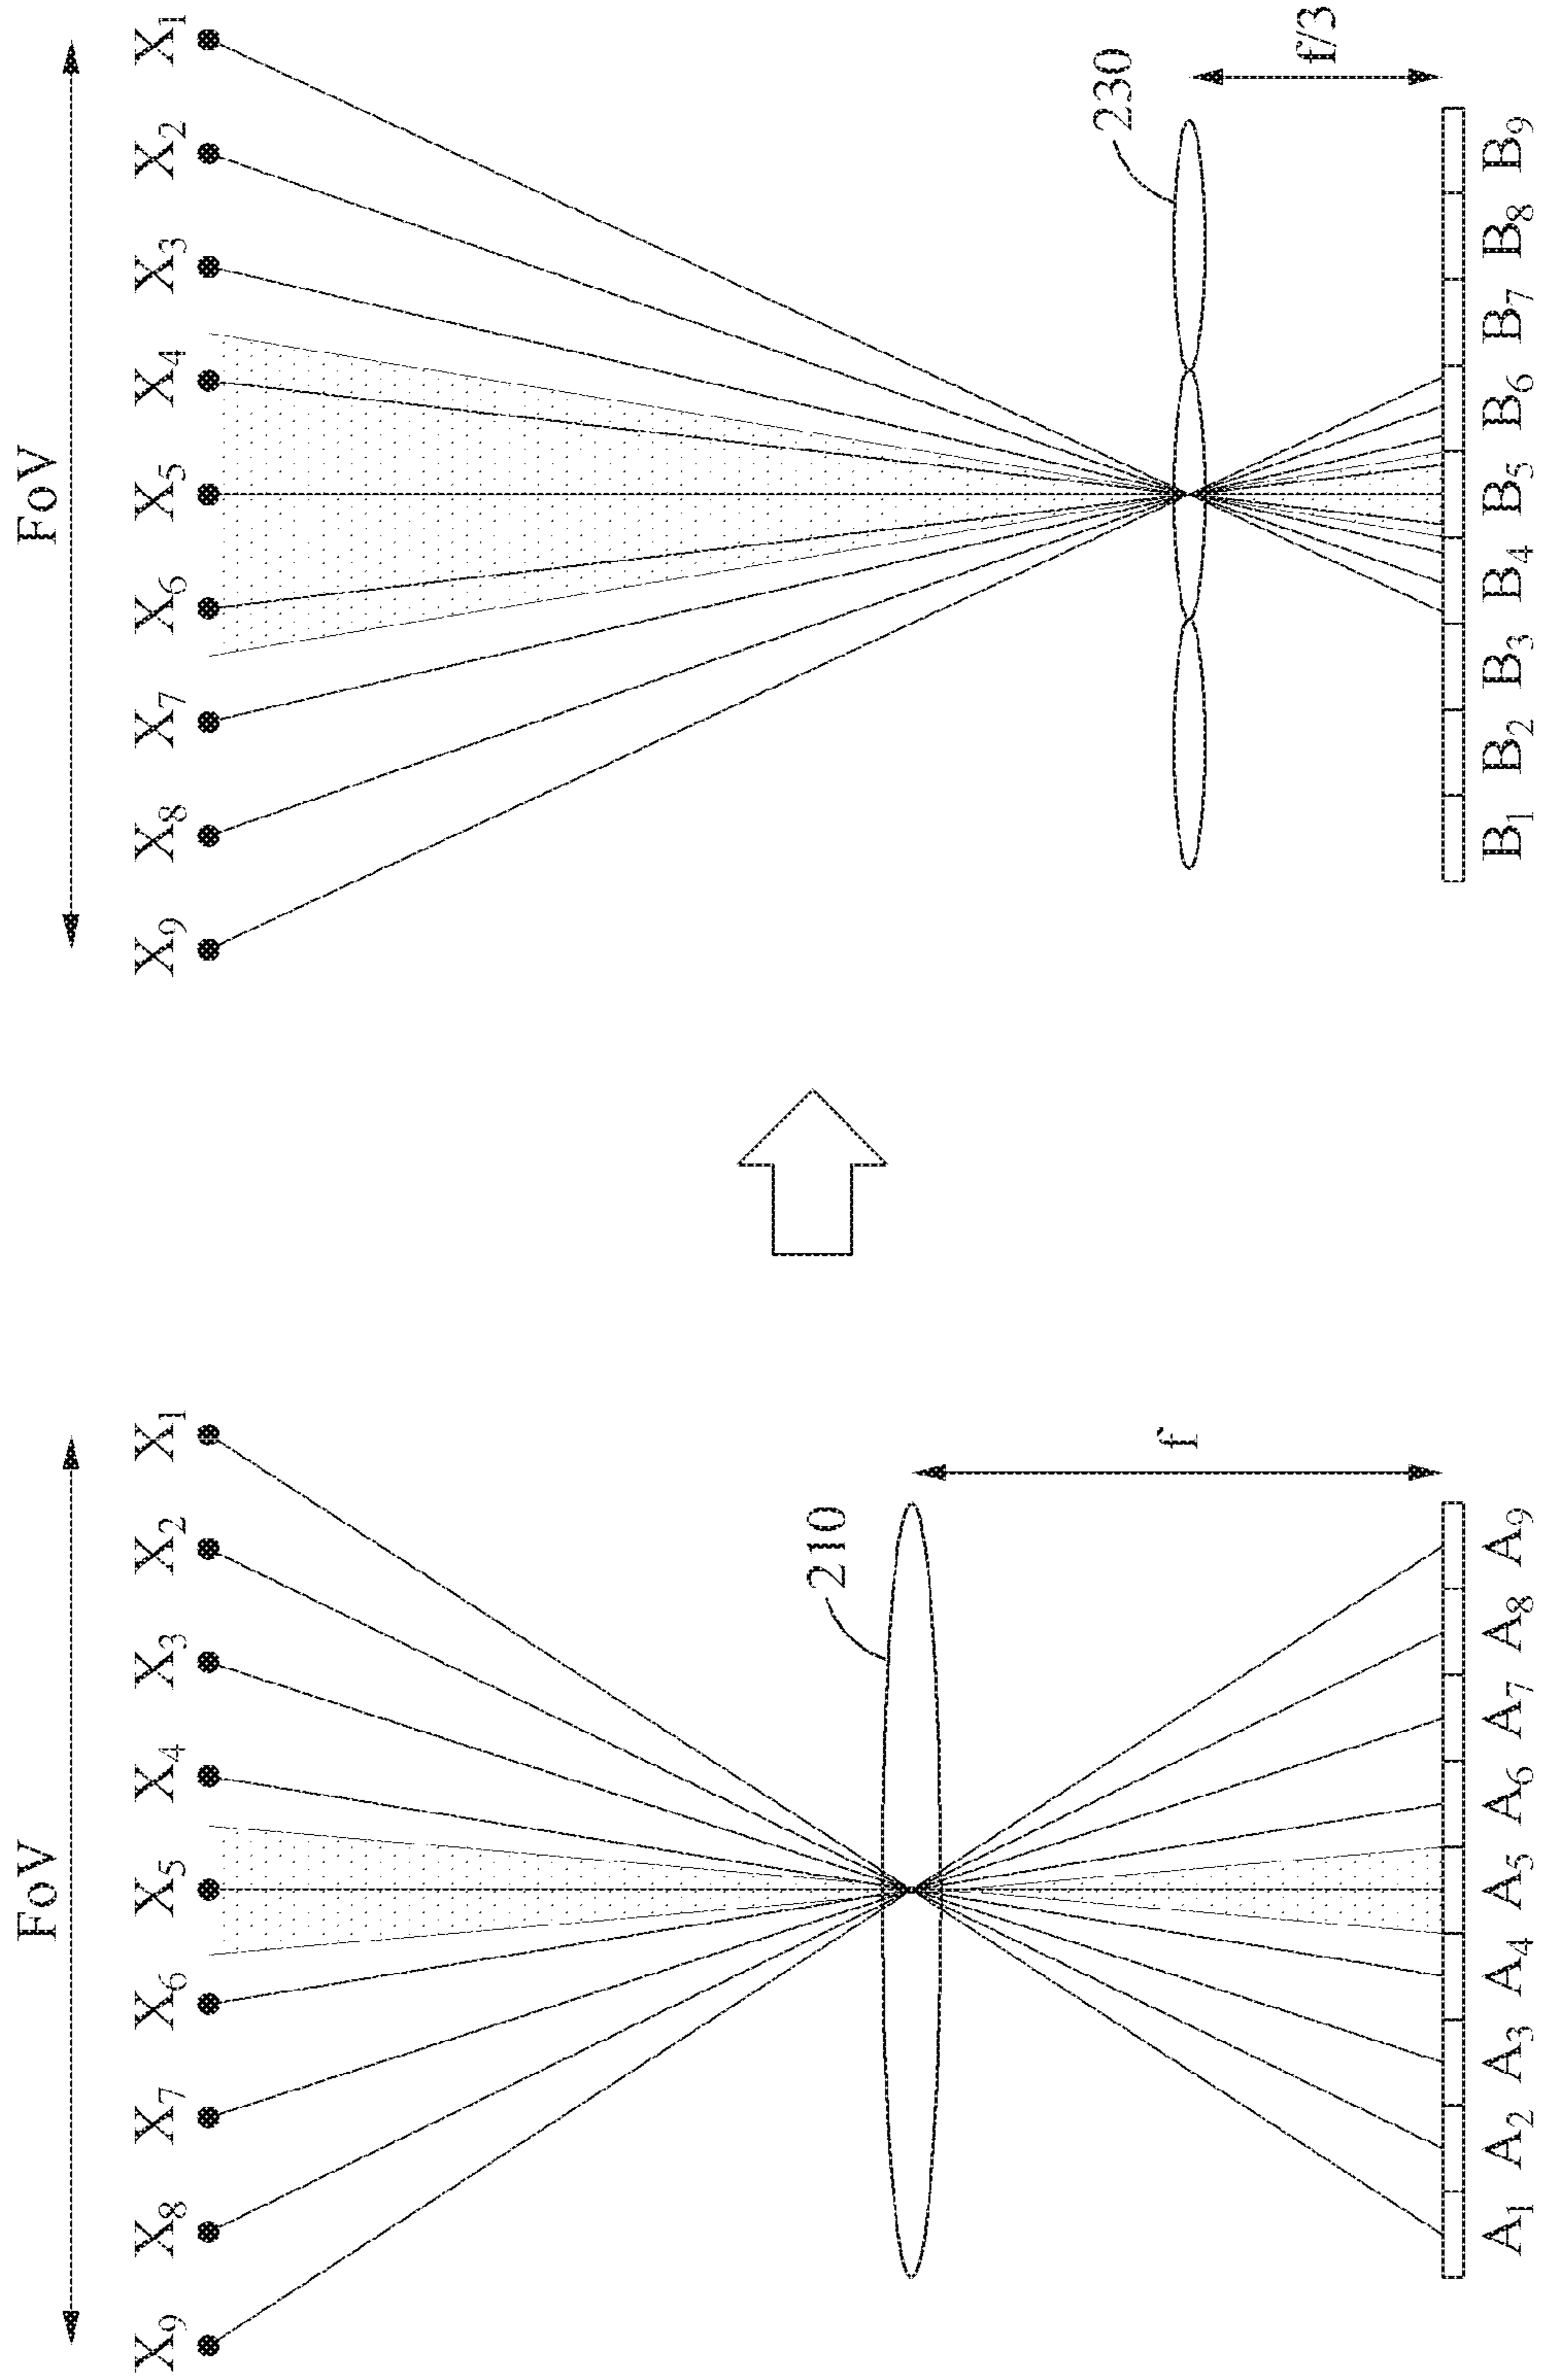 FoV
X₉ X₈ X₇ X₆ X₅ X₄ X₃ X₂ X₁
210
f
A₁ A₂ A₃ A₄ A₅ A₆ A₇ A₈ A₉
FoV
X₉ X₈ X₇ X₆ X₅ X₄ X₃ X₂ X₁
230
f/3
B₁ B₂ B₃ B₄ B₅ B₆ B₇ B₈ B₉